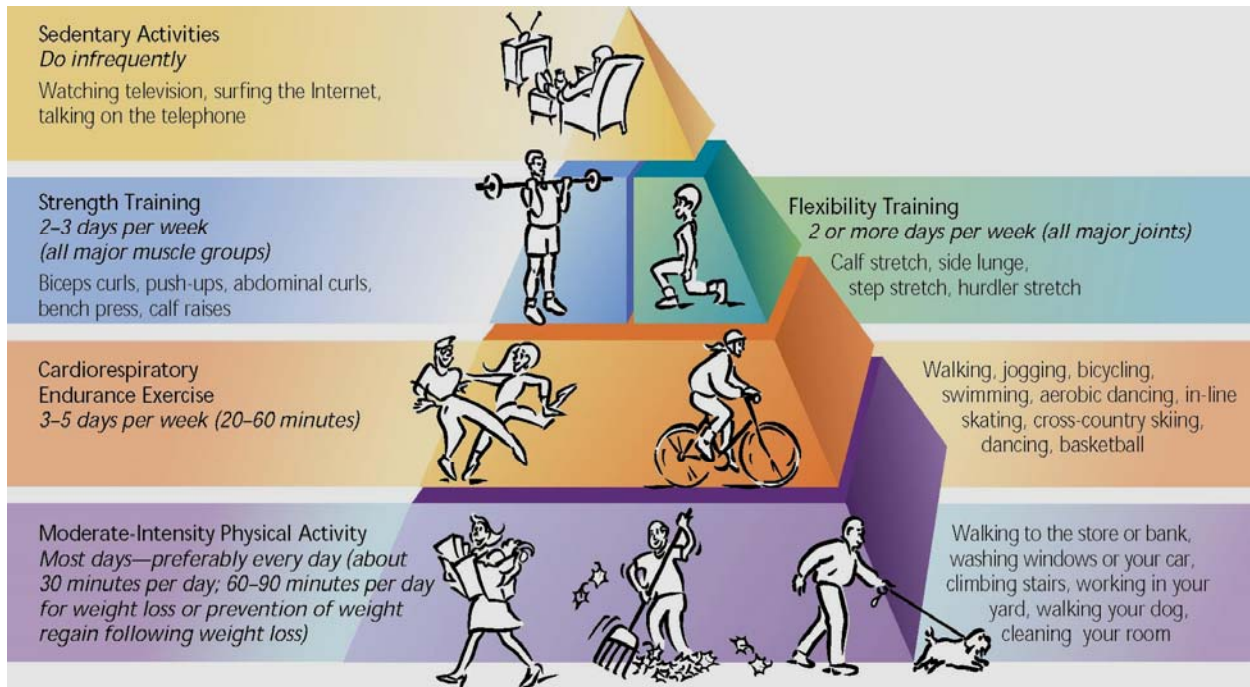 Sedentary Activities
Do infrequently
Watching television, surfing the Internet,
talking on the telephone
Strength Training
2–3 days per week
(all major muscle groups)
Biceps curls, push-ups, abdominal curls,
bench press, calf raises
Flexibility Training
2 or more days per week (all major joints)
Calf stretch, side lunge,
step stretch, hurdler stretch
Cardiorespiratory
Endurance Exercise
3–5 days per week (20–60 minutes)
Walking, jogging, bicycling,
swimming, aerobic dancing, in-line
skating, cross-country skiing,
dancing, basketball
Moderate-Intensity Physical Activity
Most days—preferably every day (about
30 minutes per day; 60–90 minutes per day
for weight loss or prevention of weight
regain following weight loss)
Walking to the store or bank,
washing windows or your car,
climbing stairs, working in your
yard, walking your dog,
cleaning your room